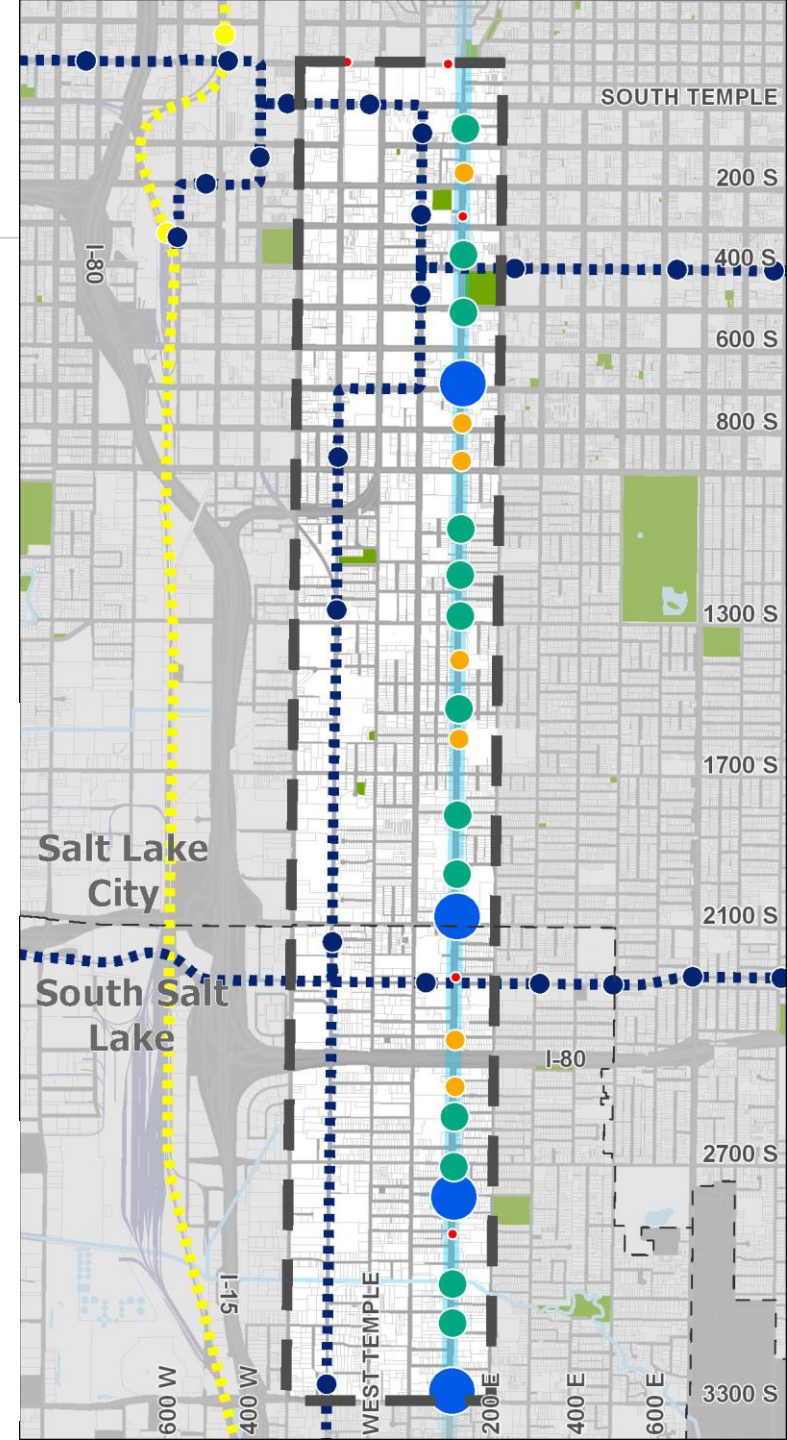 SOUTH TEMPLE
200 S
I-80
400 S
600 S
800 S
1300 S
1700 S
Salt Lake
City
2100 S
South Salt
Lake
I-80
2700 S
I-15
WEST TEMPLE
600 W
400 W
200 E
400 E
600 E
3300 S